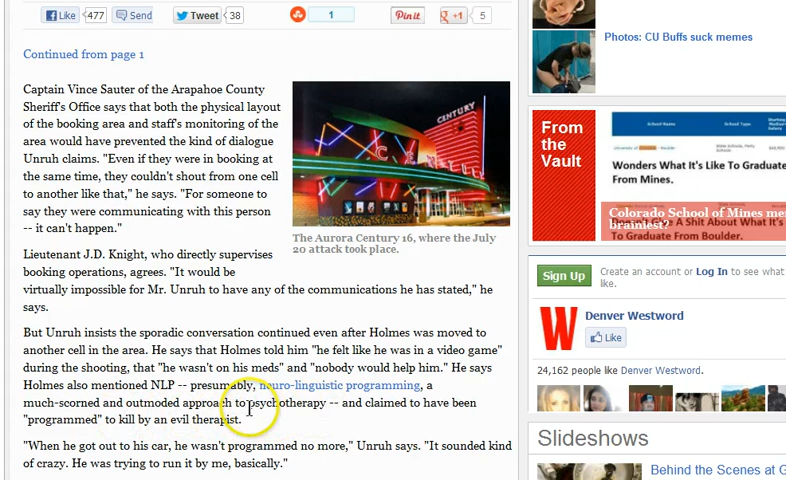 Like
477
Send
Tweet
38
1
Pin it
+1
5
Continued from page 1
Captain Vince Sauter of the Arapahoe County
Sheriff's Office says that both the physical layout
of the booking area and staff's monitoring of the
area would have prevented the kind of dialogue
Unruh claims. "Even if they were in booking at
the same time, they couldn't shout from one cell
to another like that," he says. "For someone to
say they were communicating with this person
-- it can't happen."
CENTURY
The Aurora Century 16, where the July
20 attack took place.
Lieutenant J.D. Knight, who directly supervises
booking operations, agrees. "It would be
virtually impossible for Mr. Unruh to have any of the communications he has stated," he
says.
But Unruh insists the sporadic conversation continued even after Holmes was moved to
another cell in the area. He says that Holmes told him "he felt like he was in a video game"
during the shooting, that "he wasn't on his meds" and "nobody would help him." He says
Holmes also mentioned NLP -- presumably, neuro-linguistic programming, a
much-scorned and outmoded approach to psychotherapy -- and claimed to have been
"programmed" to kill by an evil therapist.
"When he got out to his car, he wasn't programmed no more," Unruh says. "It sounded kind
of crazy. He was trying to run it by me, basically."
Photos: CU Buffs suck memes
From
the
Vault
School Name
School Type
Starting
Wonders What It's Like To Graduate
From Mines.
Colorado School of Mines me
brainiest?
To Graduate From Boulder.
Sign Up
Create an account or Log In to see what
like.
Denver Westword
Like
24,162 people like Denver Westword.
Slideshows
Behind the Scenes at G